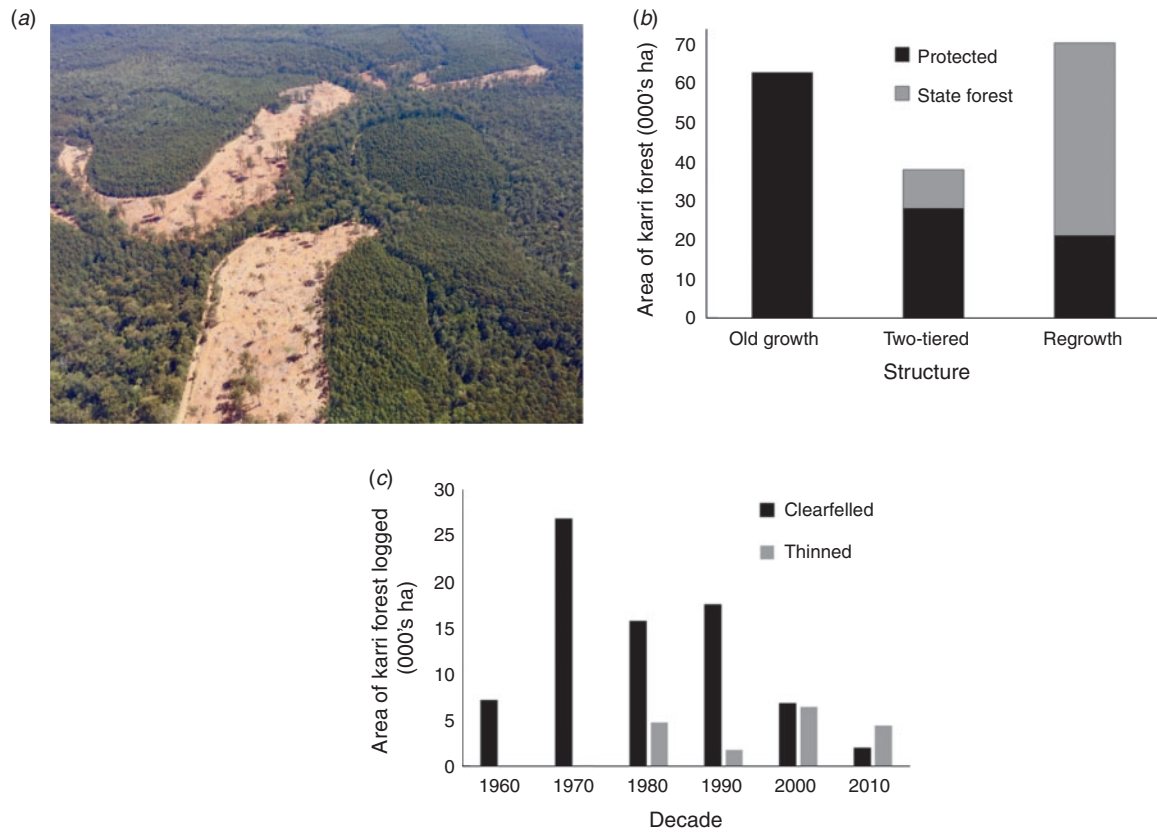 (a)
(b)
Area of karri forest (000's ha)
70
60
50
40
30
20
10
0
Protected
State forest
Old growth
Two-tiered
Regrowth
Structure
(c)
Area of karri forest logged
(000's ha)
30
25
20
15
10
5
0
Clearfelled
Thinned
1960
1970
1980
1990
2000
2010
Decade